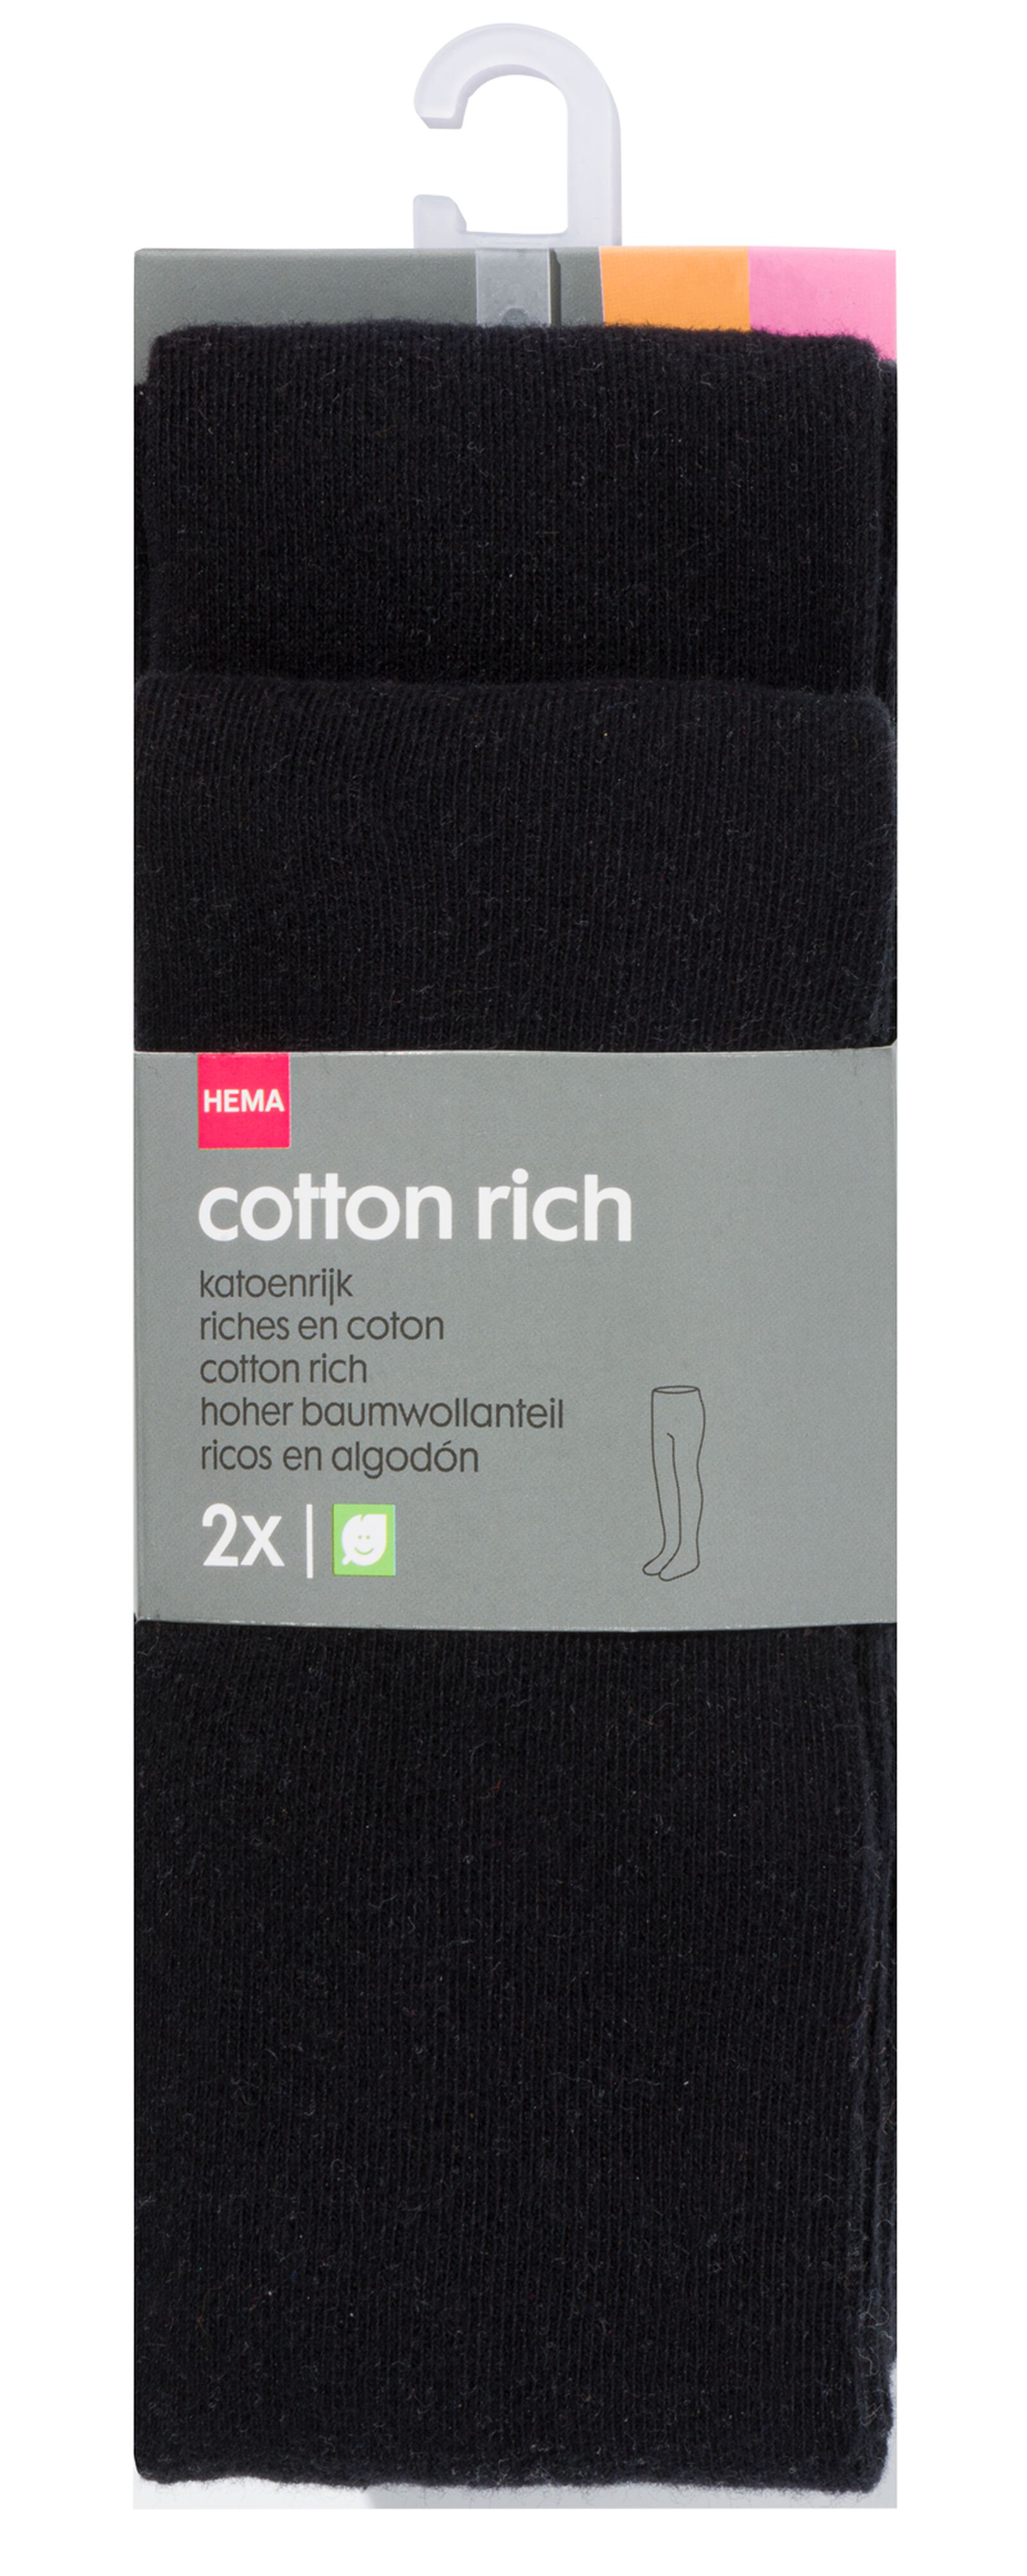 HEMA
cotton rich
katoenrijk
riches en coton
cotton rich
hoher baumwollanteil
ricos en algodón
2x